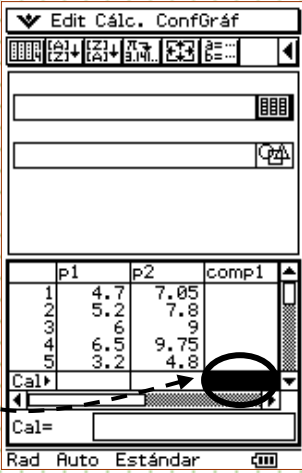 Edit Cálc. ConfGráf
p1 p2 comp1
1 4.7 7.05
2 5.2 7.8
3 6 9
4 6.5 9.75
5 3.2 4.8
Cal▸
Cal=
Rad Auto Estándar